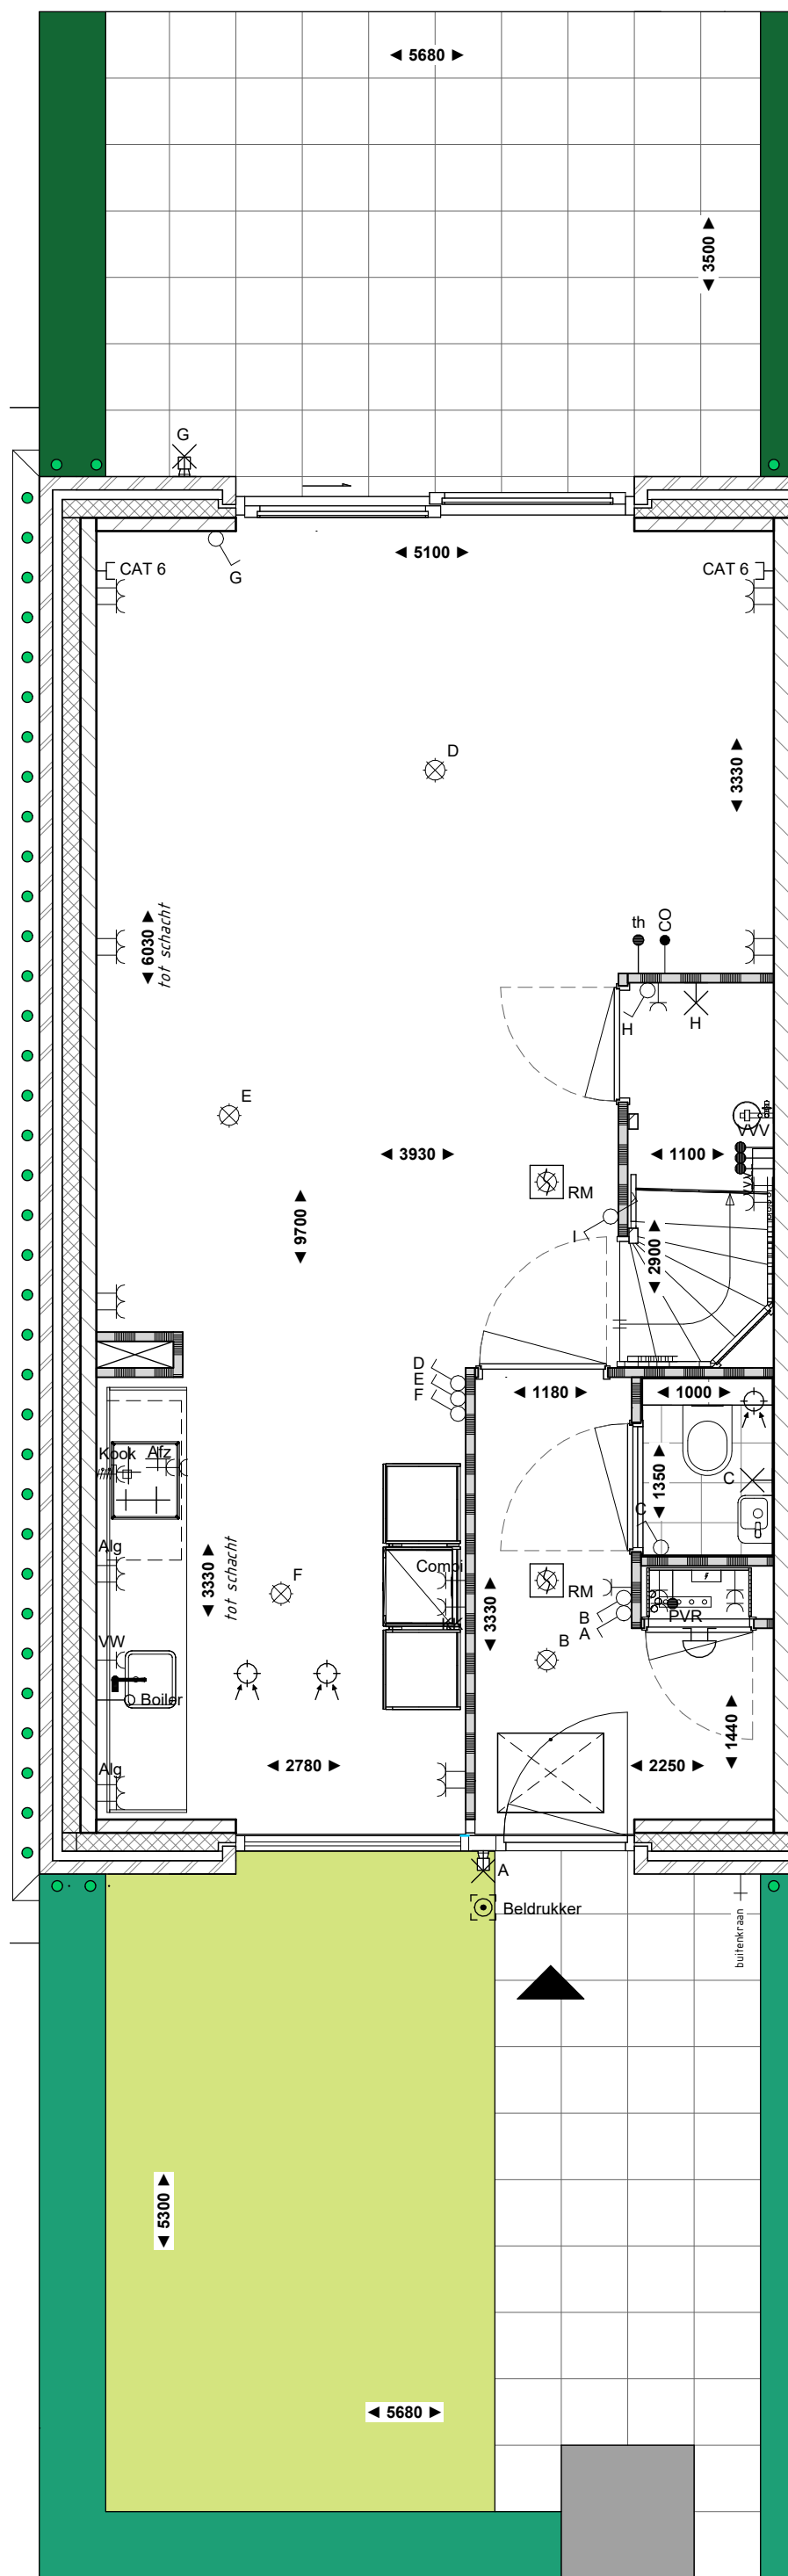 ◄ 5680 ►
◄ 3500 ►
G
G
◄ 5100 ►
CAT 6
CAT 6
D
◄ 3330 ►
◄ 6030 ►
tot schacht
th
CO
H
H
E
VVV
◄ 3930 ►
◄ 1100 ►
RM
◄ 9700 ►
I
◄ 2900 ►
D
E
F
◄ 1180 ►
◄ 1000 ►
Kook
Afz
C
◄ 1350 ►
C
Alg
◄ 3330 ►
tot schacht
F
Combi
KK
◄ 3330 ►
RM
B
A
PVR
VW
B
Boiler
◄ 1440 ►
Alg
◄ 2780 ►
◄ 2250 ►
A
Beldrukker
buitenkraan
◄ 5300 ►
◄ 5680 ►